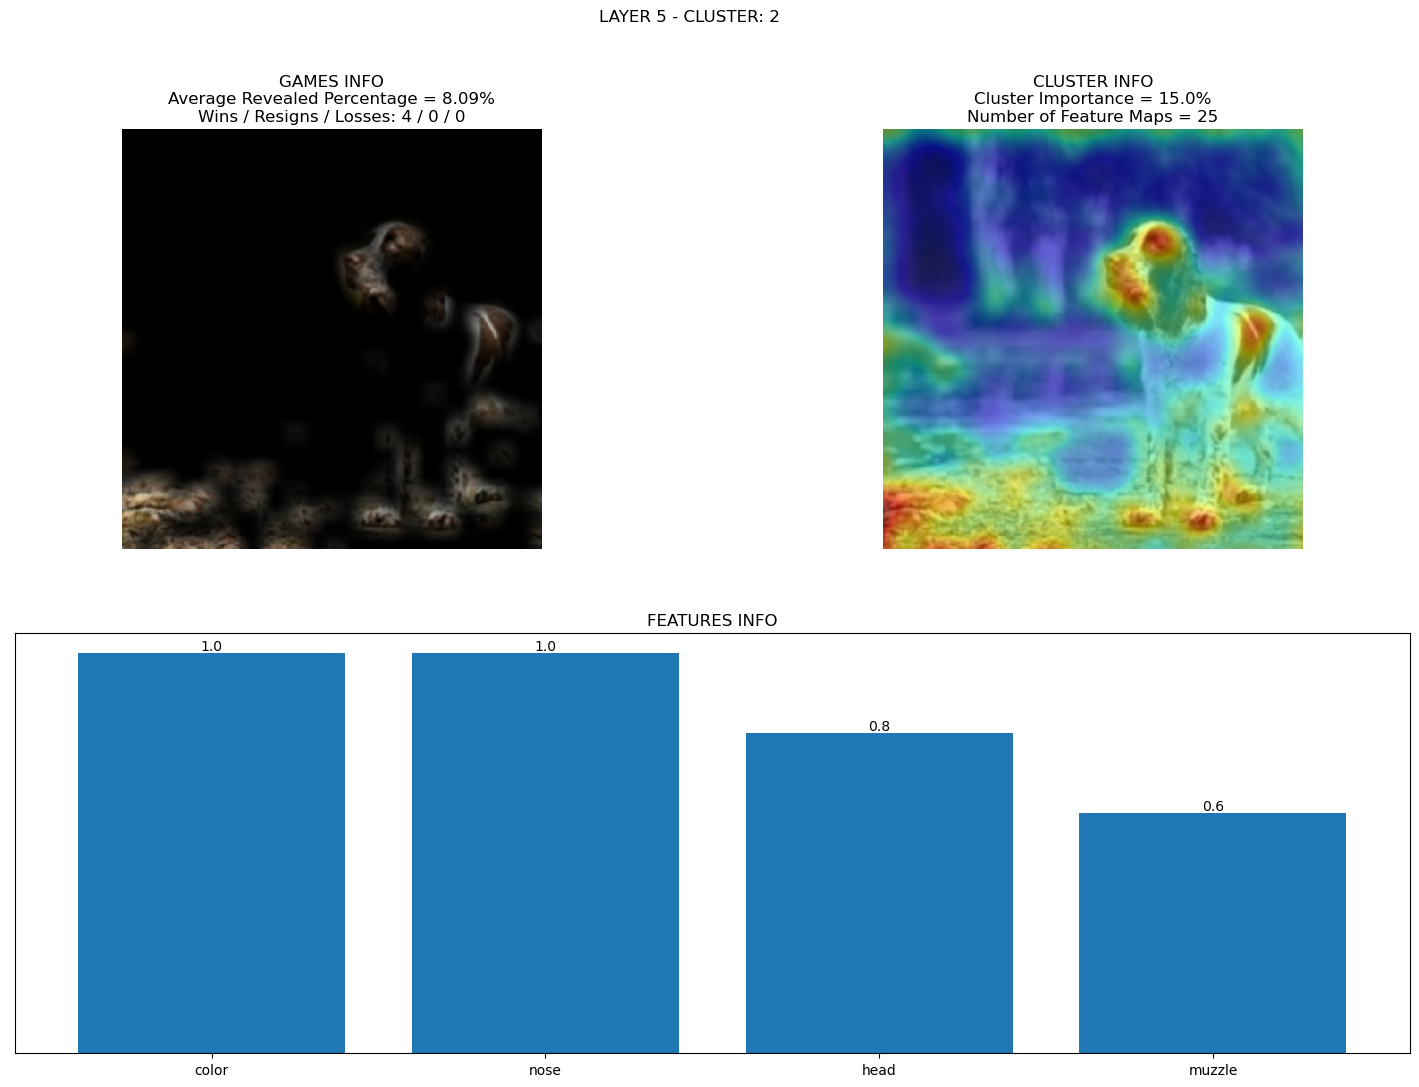 LAYER 5 - CLUSTER: 2
GAMES INFO
Average Revealed Percentage = 8.09%
Wins / Resigns / Losses: 4 / 0 / 0
CLUSTER INFO
Cluster Importance = 15.0%
Number of Feature Maps = 25
FEATURES INFO
1.0
1.0
0.8
0.6
color
nose
head
muzzle